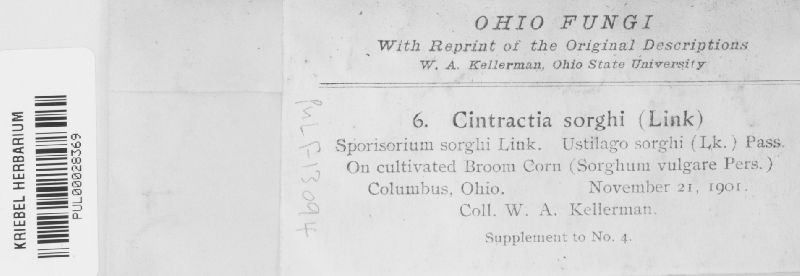 KRIEBEL HERBARIUM
PUL00028369
PUL F13094
OHIO FUNGI
With Reprint of the Original Descriptions
W. A. Kellerman, Ohio State University
6. Cintractia sorghi (Link)
Sporisorium sorghi Link. Ustilago sorghi (Lk.) Pass.
On cultivated Broom Corn (Sorghum vulgare Pers.)
Columbus, Ohio. November 21, 1901.
Coll. W. A. Kellerman.
Supplement to No. 4.